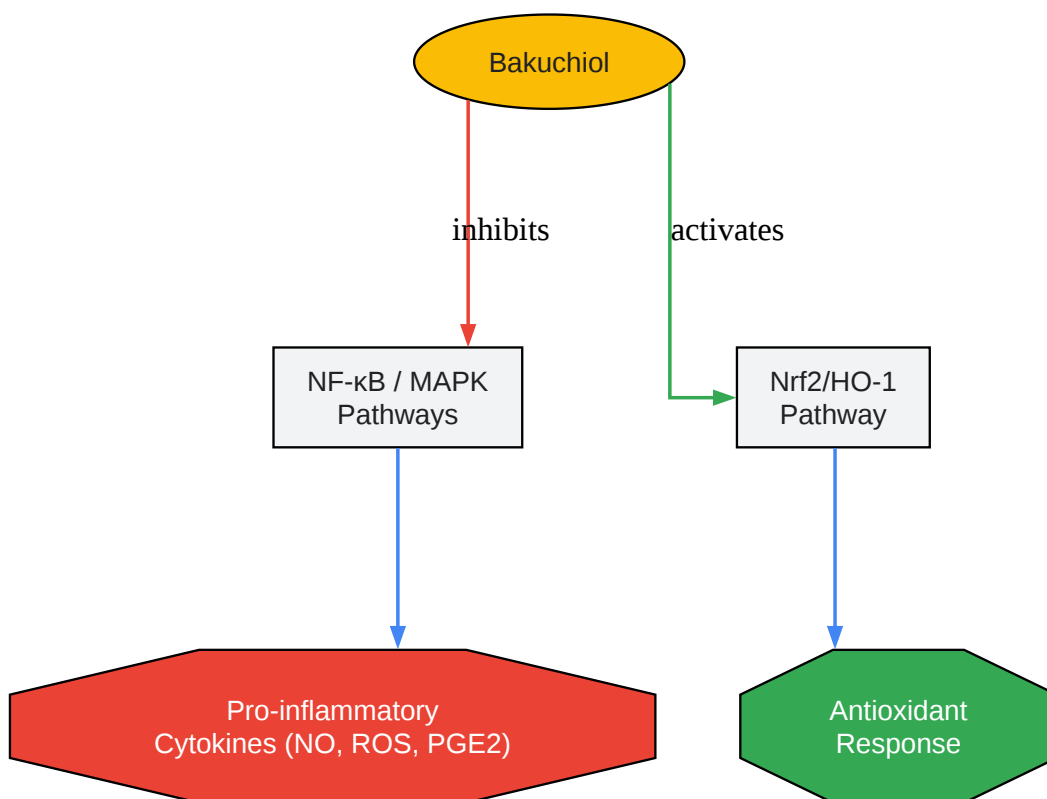 Bakuchiol
inhibits
activates
NF-κB / MAPK
Pathways
Nrf2/HO-1
Pathway
Pro-inflammatory
Cytokines (NO, ROS, PGE2)
Antioxidant
Response